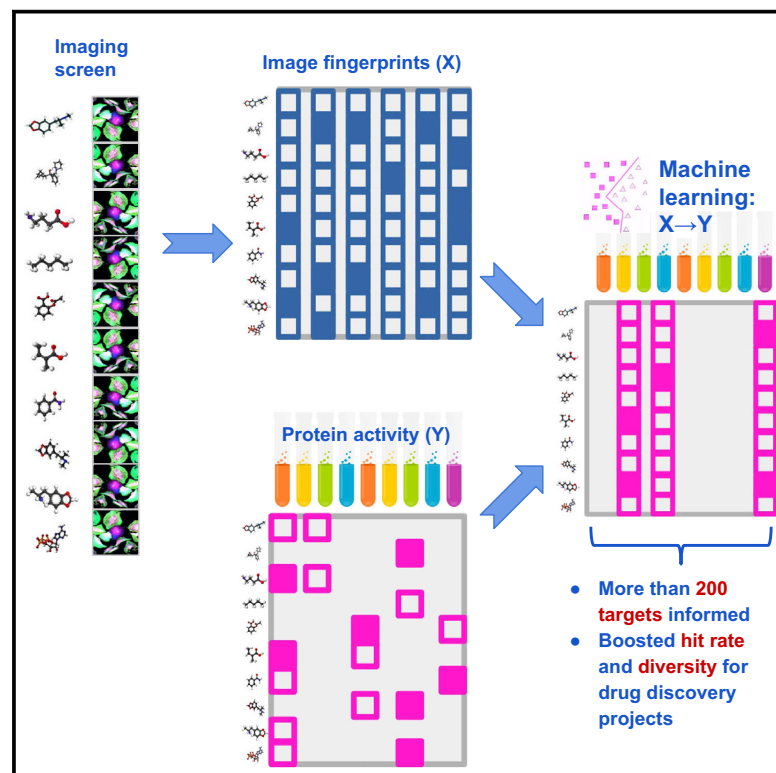 Imaging
screen
Image fingerprints (X)
Machine
learning:
X→Y
Protein activity (Y)
● More than 200
targets informed
● Boosted hit rate
and diversity for
drug discovery
projects